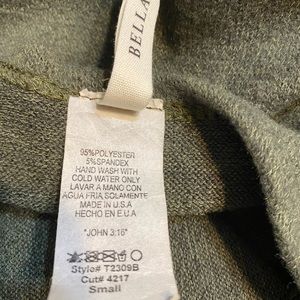 BELLA
95%POLYESTER
5%SPANDEX
HAND WASH WITH
COLD WATER ONLY
LAVAR A MANO CON
AGUA FRIA SOLAMENTE
MADE IN U.S.A
HECHO EN E.U.A
"JOHN 3:16"
Style# T2309B
Cut# 4217
Small